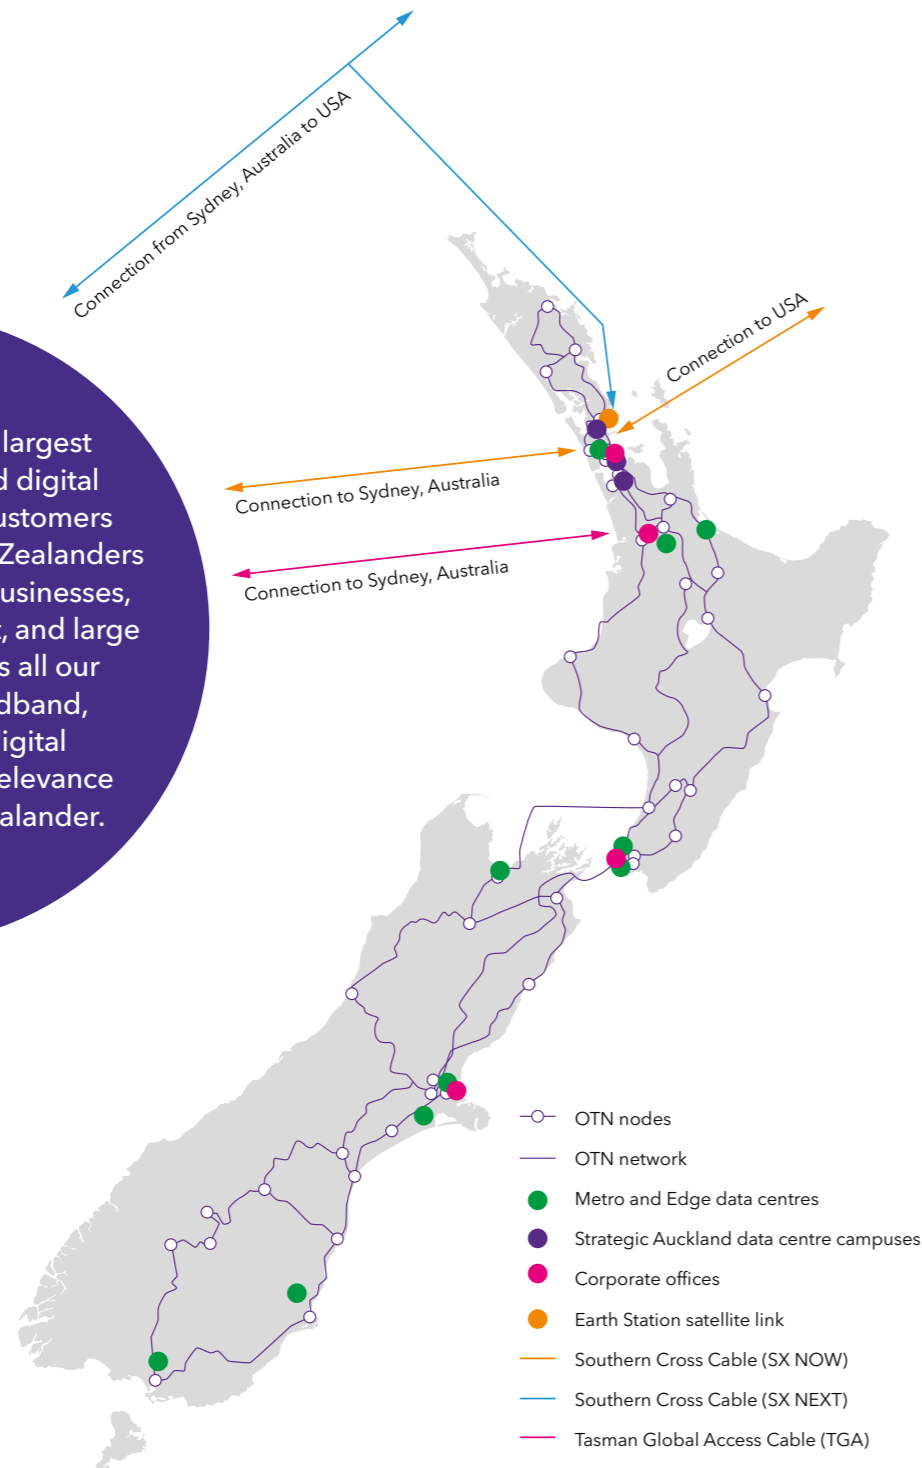 Connection from Sydney, Australia to USA
Connection to USA
largest
d digital
ustomers
Zealanders
usinesses,
, and large
s all our
dband,
igital
elevance
alander.
Connection to Sydney, Australia
Connection to Sydney, Australia
OTN nodes
OTN network
Metro and Edge data centres
Strategic Auckland data centre campuses
Corporate offices
Earth Station satellite link
Southern Cross Cable (SX NOW)
Southern Cross Cable (SX NEXT)
Tasman Global Access Cable (TGA)